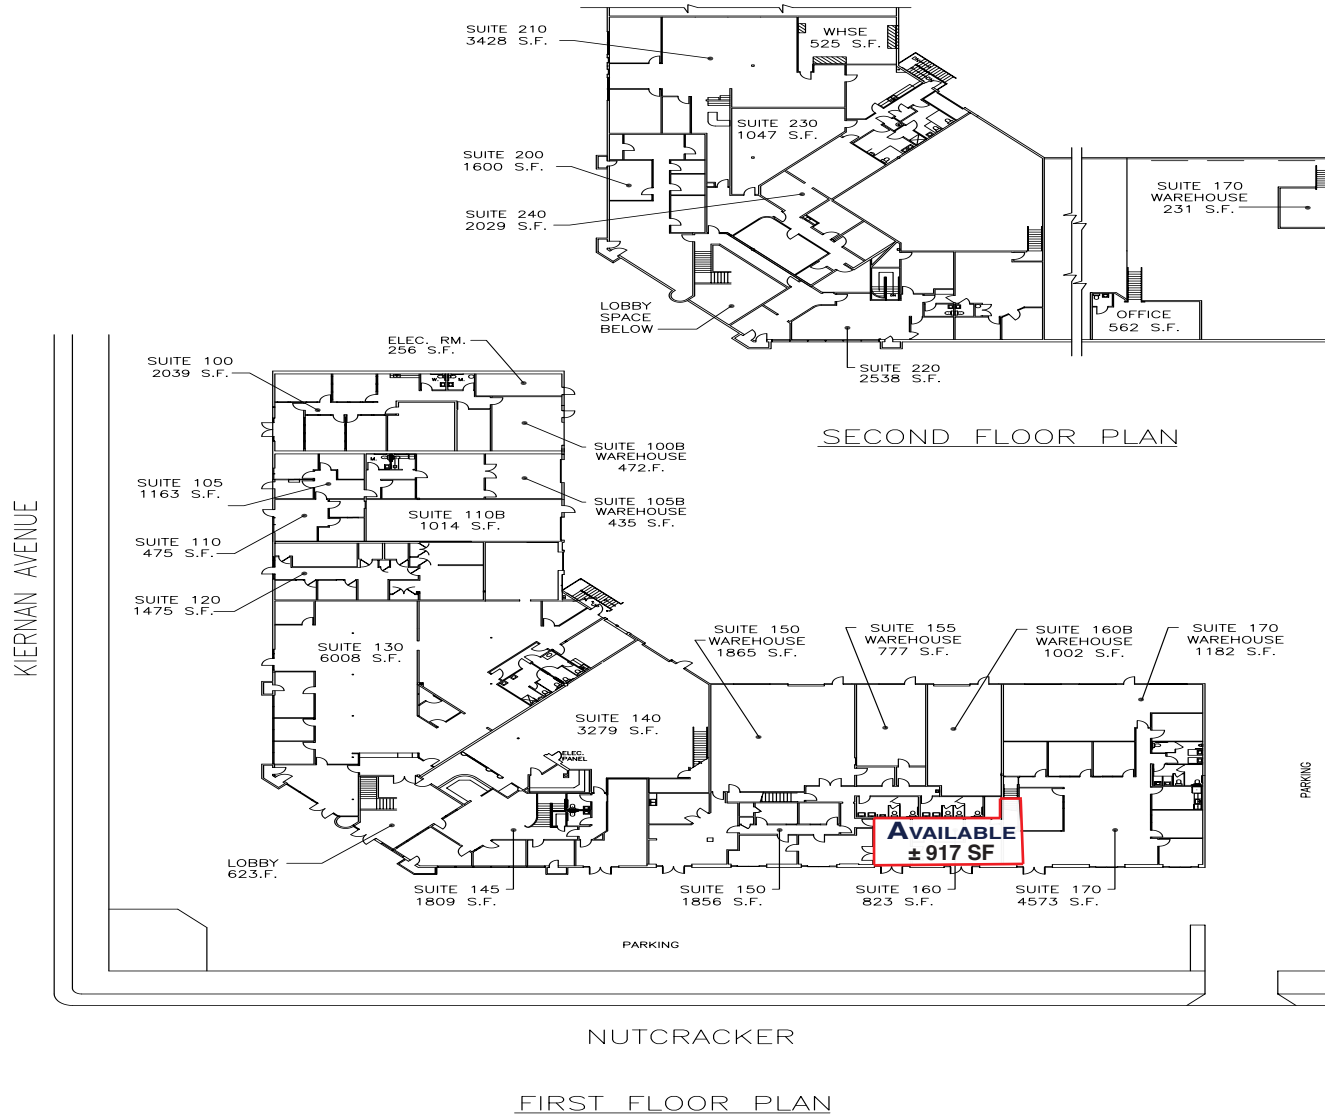 SUITE 210
3428 S.F.
WHSE
525 S.F.
SUITE 230
1047 S.F.
SUITE 200
1600 S.F.
SUITE 240
2029 S.F.
SUITE 170
WAREHOUSE
231 S.F.
LOBBY
SPACE
BELOW
OFFICE
562 S.F.
SUITE 220
2538 S.F.
SECOND FLOOR PLAN
ELEC. RM.
256 S.F.
SUITE 100
2039 S.F.
W.
M.
SUITE 100B
WAREHOUSE
472.F.
M.
SUITE 105
1163 S.F.
SUITE 105B
WAREHOUSE
435 S.F.
SUITE 110B
1014 S.F.
SUITE 110
475 S.F.
SUITE 120
1475 S.F.
KIERNAN AVENUE
SUITE 130
6008 S.F.
SUITE 150
WAREHOUSE
1865 S.F.
SUITE 155
WAREHOUSE
777 S.F.
SUITE 160B
WAREHOUSE
1002 S.F.
SUITE 170
WAREHOUSE
1182 S.F.
SUITE 140
3279 S.F.
ELEC.
PANEL
PARKING
AVAILABLE
± 917 SF
LOBBY
623.F.
SUITE 145
1809 S.F.
SUITE 150
1856 S.F.
SUITE 160
823 S.F.
SUITE 170
4573 S.F.
PARKING
NUTCRACKER
FIRST FLOOR PLAN